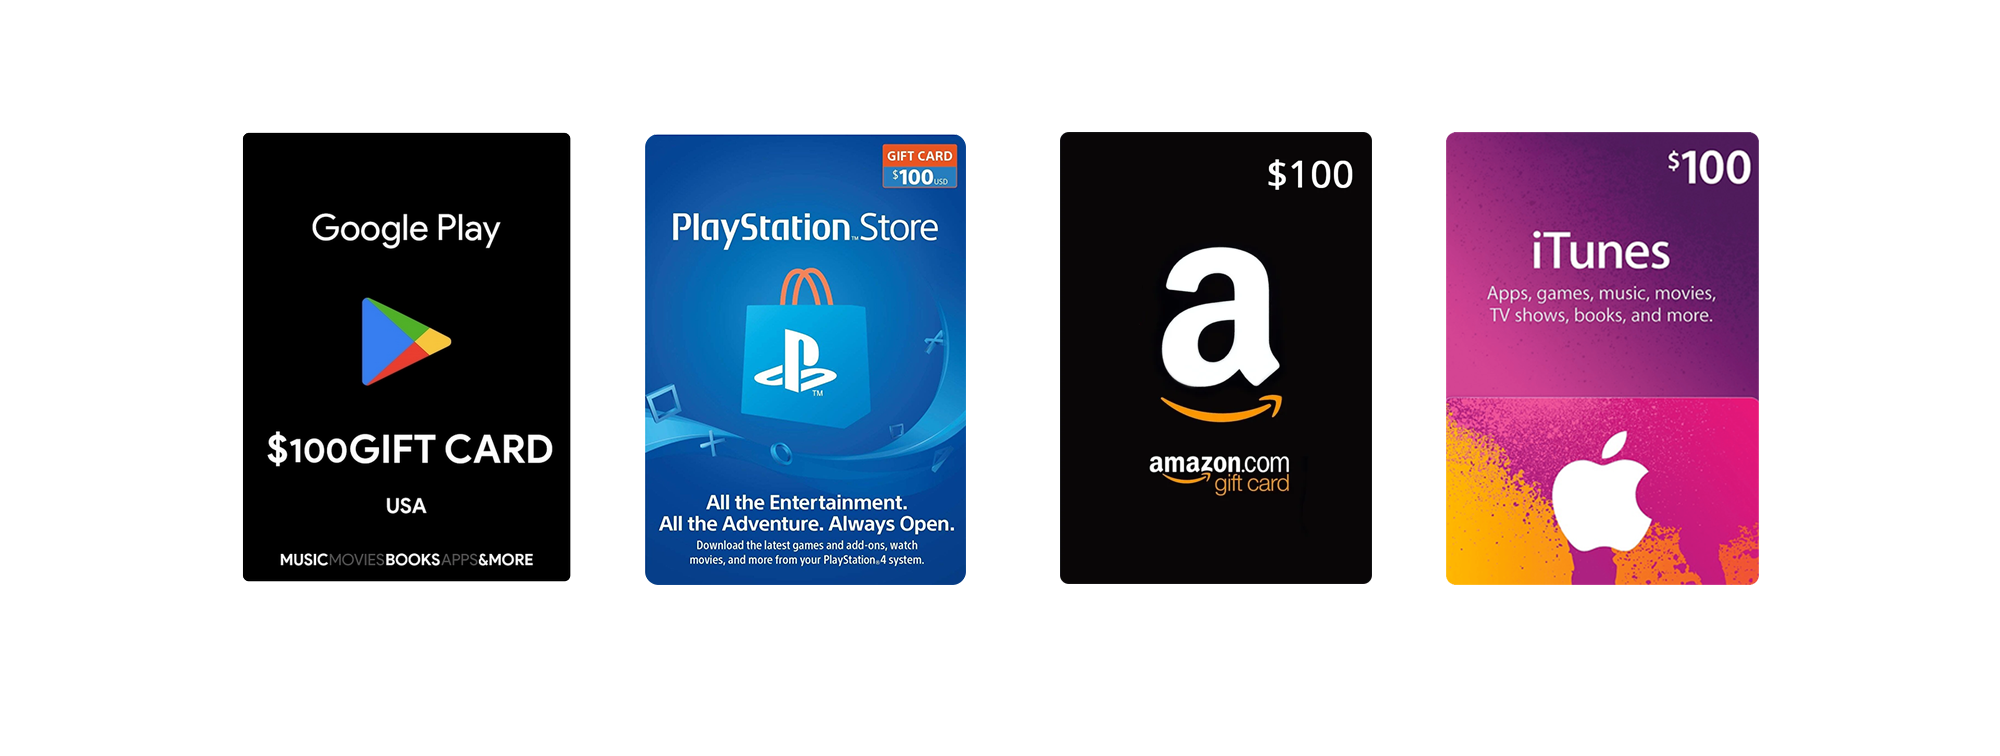 Google Play
$100GIFT CARD
USA
MUSICMOVIESBOOKSAPPS&MORE
GIFT CARD
$100USD
PlayStation™Store
TM
All the Entertainment.
All the Adventure. Always Open.
Download the latest games and add-ons, watch
movies, and more from your PlayStation®4 system.
$100
a
amazon.com
gift card
$100
iTunes
Apps, games, music, movies,
TV shows, books, and more.